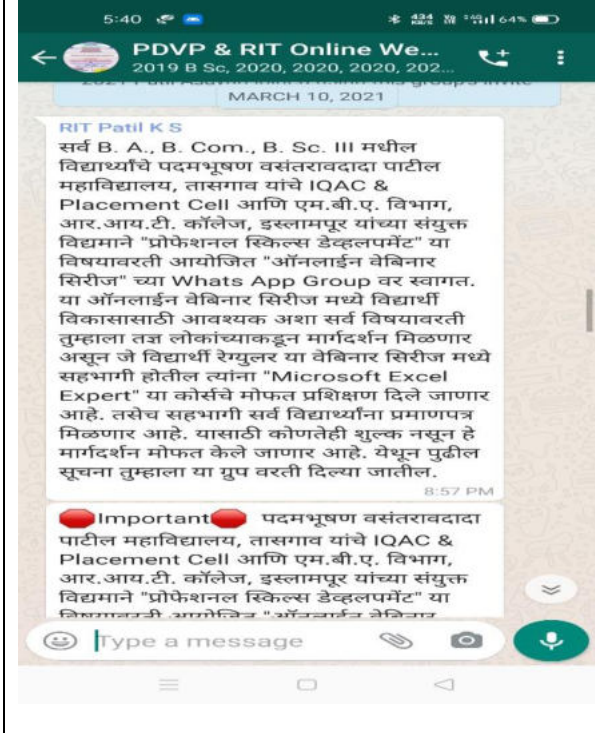 5:40
434 KB/S 64%
PDVP & RIT Online We...
2019 B Sc, 2020, 2020, 2020, 202...
MARCH 10, 2021
RIT Patil K S
सर्व B. A., B. Com., B. Sc. III मधील
विद्यार्थ्यांचे पदमभूषण वसंतरावदादा पाटील
महाविद्यालय, तासगाव यांचे IQAC &
Placement Cell आणि एम.बी.ए. विभाग,
आर.आय.टी. कॉलेज, इस्लामपूर यांच्या संयुक्त
विद्यमाने "प्रोफेशनल स्किल्स डेव्हलपमेंट" या
विषयावरती आयोजित "ऑनलाईन वेबिनार
सिरीज" च्या Whats App Group वर स्वागत.
या ऑनलाईन वेबिनार सिरीज मध्ये विद्यार्थी
विकासासाठी आवश्यक अशा सर्व विषयावरती
तुम्हाला तज्ञ लोकांच्याकडून मार्गदर्शन मिळणार
असून जे विद्यार्थी रेग्युलर या वेबिनार सिरीज मध्ये
सहभागी होतील त्यांना "Microsoft Excel
Expert" या कोर्सचे मोफत प्रशिक्षण दिले जाणार
आहे. तसेच सहभागी सर्व विद्यार्थ्यांना प्रमाणपत्र
मिळणार आहे. यासाठी कोणतेही शुल्क नसून हे
मार्गदर्शन मोफत केले जाणार आहे. येथून पुढील
सूचना तुम्हाला या ग्रुप वरती दिल्या जातील.
8:57 PM
🛑Important🛑 पदमभूषण वसंतरावदादा
पाटील महाविद्यालय, तासगाव यांचे IQAC &
Placement Cell आणि एम.बी.ए. विभाग,
आर.आय.टी. कॉलेज, इस्लामपूर यांच्या संयुक्त
विद्यमाने "प्रोफेशनल स्किल्स डेव्हलपमेंट" या
Type a message